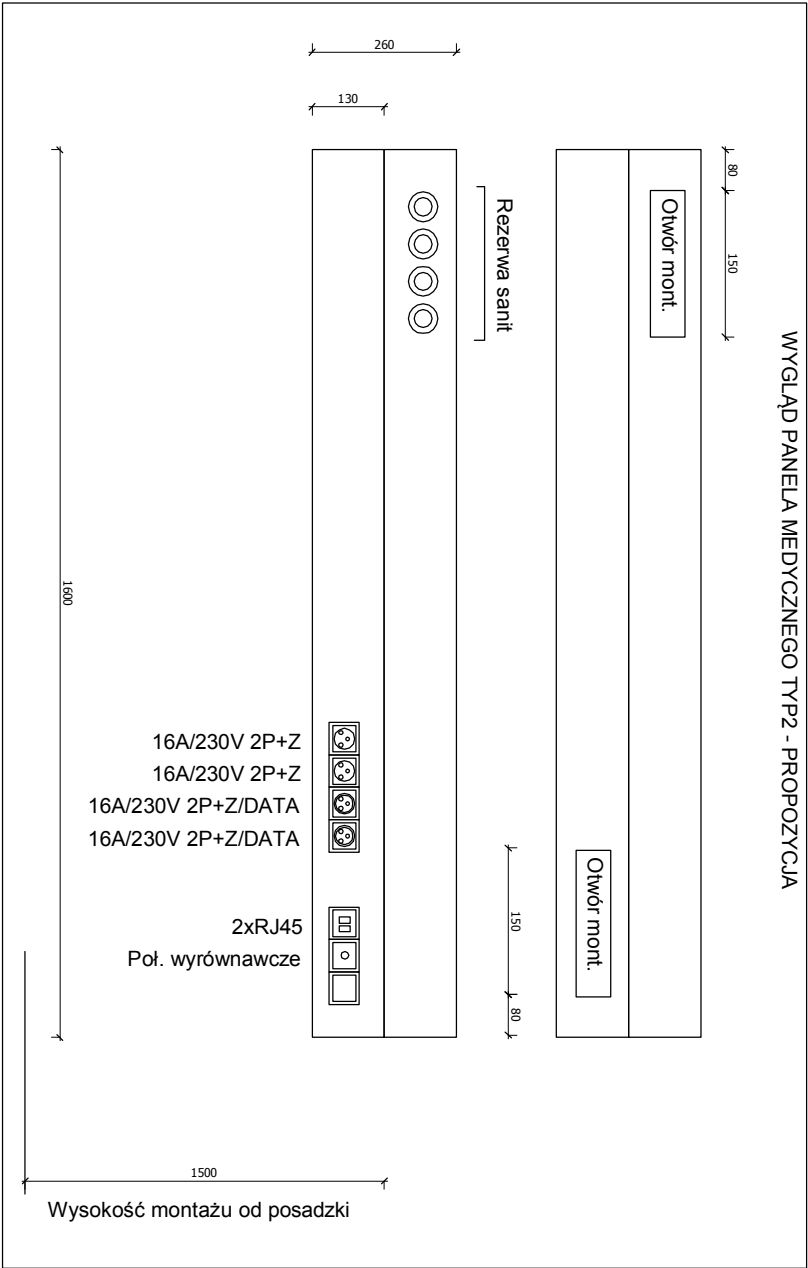 WYGLĄD PANELA MEDYCZNEGO TYP2 - PROPOZYCJA
260
130
80
150
Otwór mont.
Rezerwa sanit
1600
16A/230V 2P+Z
16A/230V 2P+Z
16A/230V 2P+Z/DATA
16A/230V 2P+Z/DATA
2xRJ45
Poł. wyrównawcze
150
80
Otwór mont.
1500
Wysokość montażu od posadzki